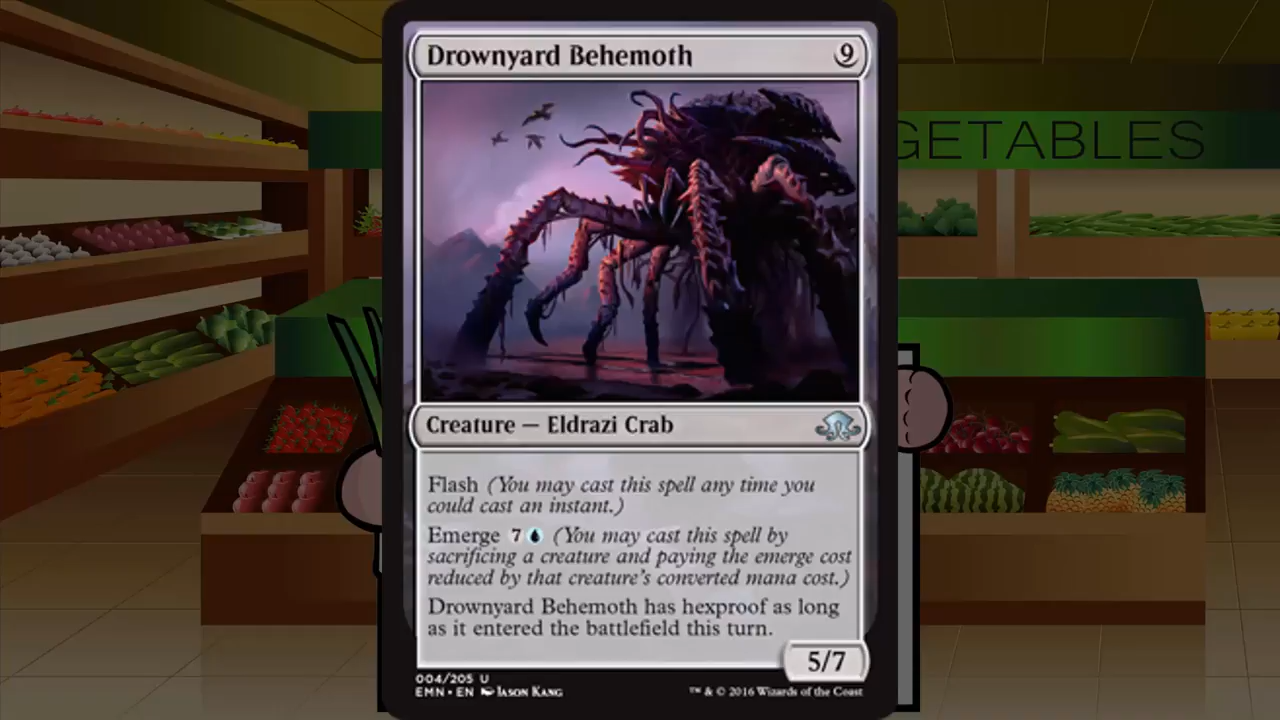 Drownyard Behemoth 9
GETABLES
Creature — Eldrazi Crab
Flash (You may cast this spell any time you
could cast an instant.)
Emerge 7 (You may cast this spell by
sacrificing a creature and paying the emerge cost
reduced by that creature's converted mana cost.)
Drownyard Behemoth has hexproof as long
as it entered the battlefield this turn.
5/7
004/205 U
EMN • EN Jason Kang
™ & © 2016 Wizards of the Coast